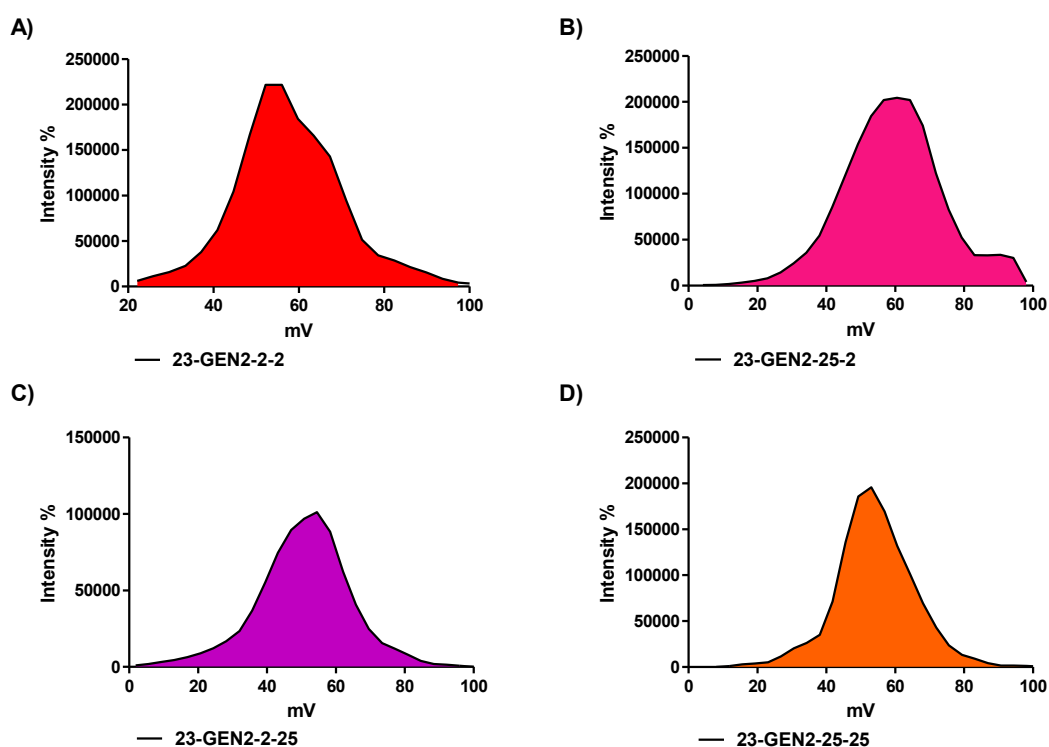 A)
250000
200000
150000
100000
50000
0
Intensity %
20 40 60 80 100
mV
23-GEN2-2-2
B)
250000
200000
150000
100000
50000
0
Intensity %
0 20 40 60 80 100
mV
23-GEN2-25-2
C)
150000
100000
50000
0
Intensity %
0 20 40 60 80 100
mV
23-GEN2-2-25
D)
250000
200000
150000
100000
50000
0
Intensity %
0 20 40 60 80 100
mV
23-GEN2-25-25